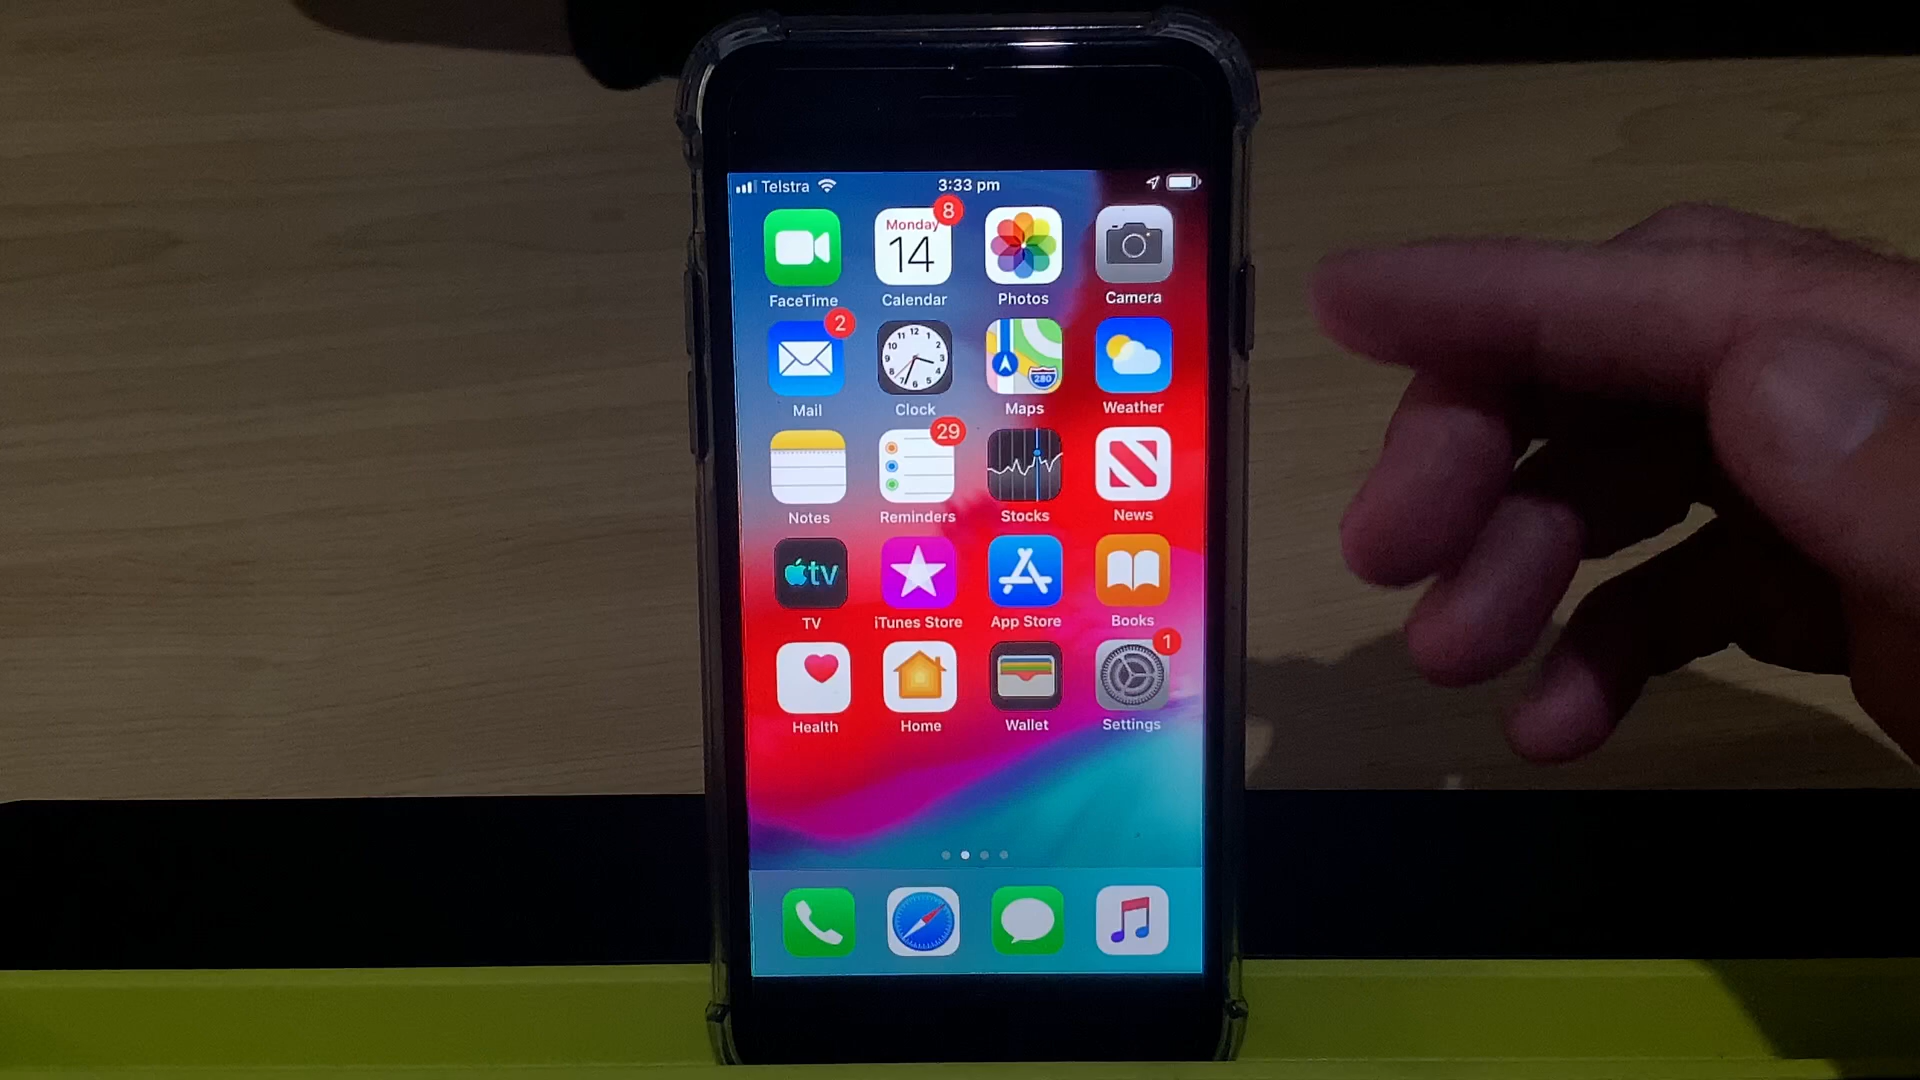 Telstra 3:33 pm
8
Monday
14
FaceTime Calendar Photos Camera
2
12
280
Mail Clock Maps Weather
29
Notes Reminders Stocks News
tv
TV iTunes Store App Store Books
1
Health Home Wallet Settings